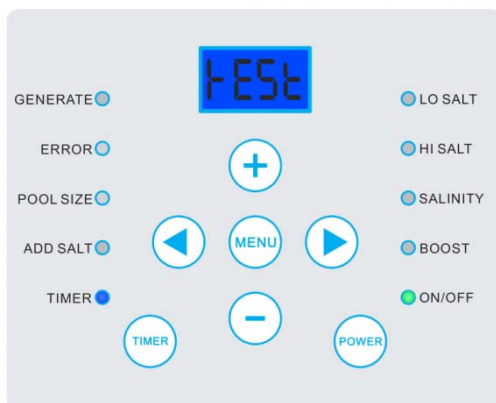 tESt
GENERATE
LO SALT
ERROR
+
HI SALT
POOL SIZE
SALINITY
ADD SALT
MENU
BOOST
TIMER
ON/OFF
−
TIMER
POWER